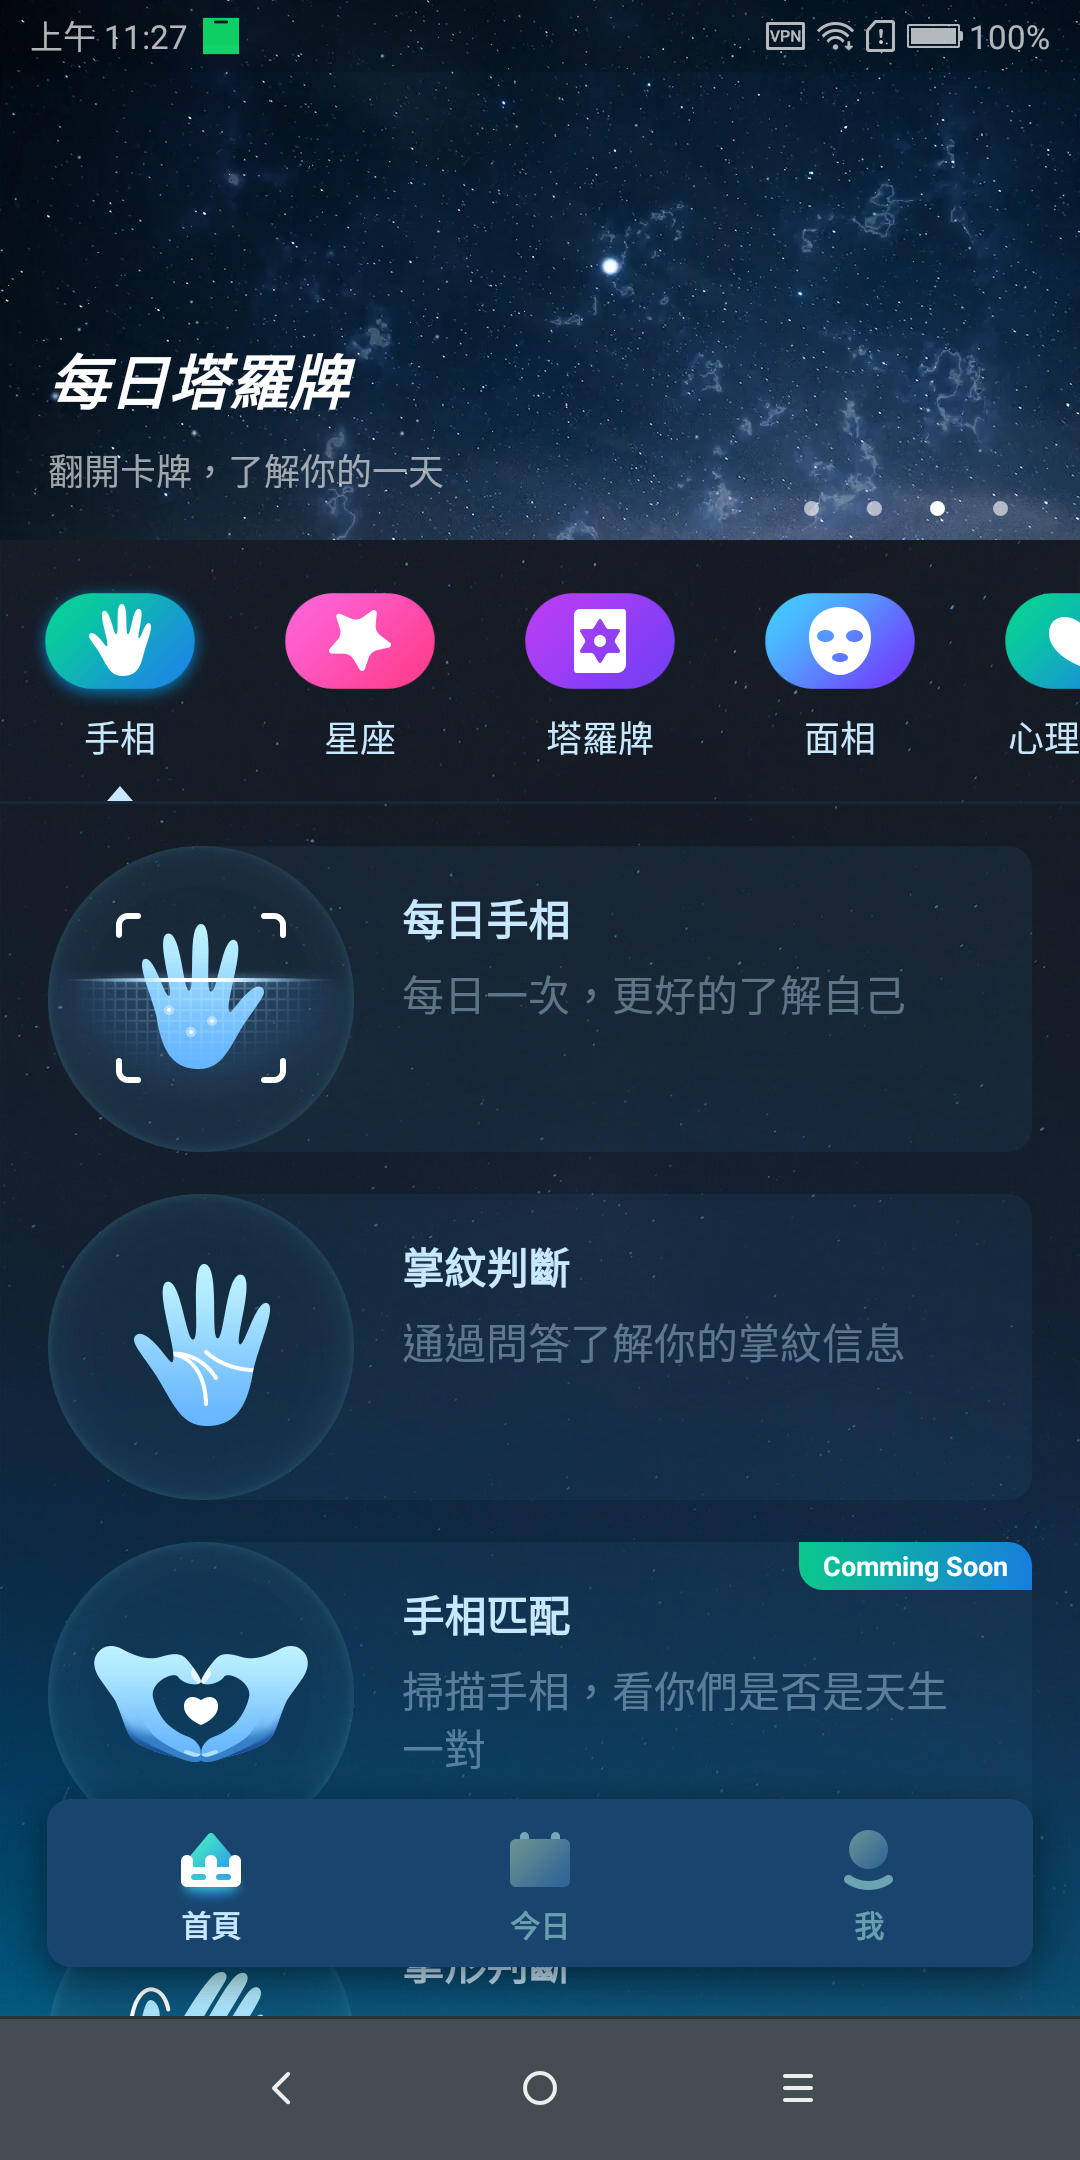 上午 11:27
VPN
100%
每日塔羅牌
翻開卡牌，了解你的一天
手相
星座
塔羅牌
面相
心理
每日手相
每日一次，更好的了解自己
掌紋判斷
通過問答了解你的掌紋信息
Comming Soon
手相匹配
掃描手相，看你們是否是天生
一對
首頁
今日
我